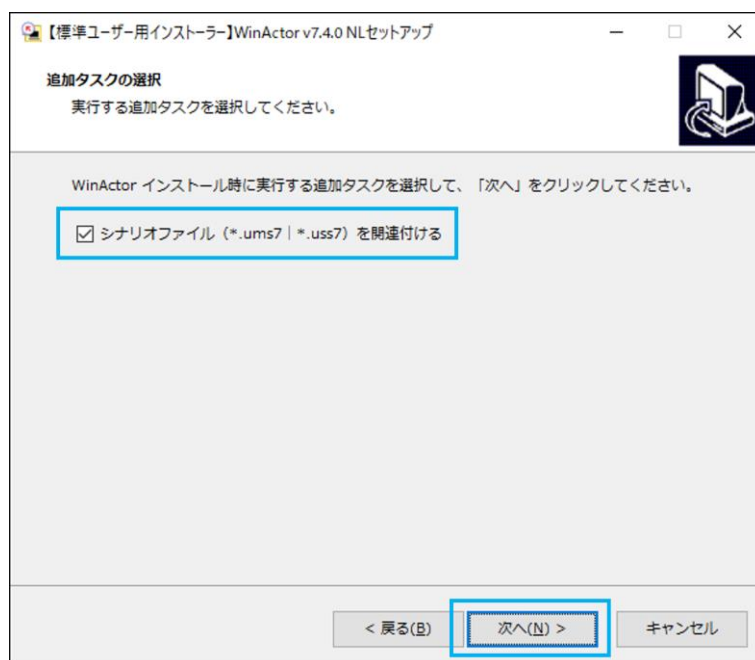 【標準ユーザー用インストーラー】WinActor v7.4.0 NLセットアップ
追加タスクの選択
実行する追加タスクを選択してください。
WinActor インストール時に実行する追加タスクを選択して、「次へ」をクリックしてください。
シナリオファイル（*.ums7｜*.uss7）を関連付ける
< 戻る(B)
次へ(N) >
キャンセル